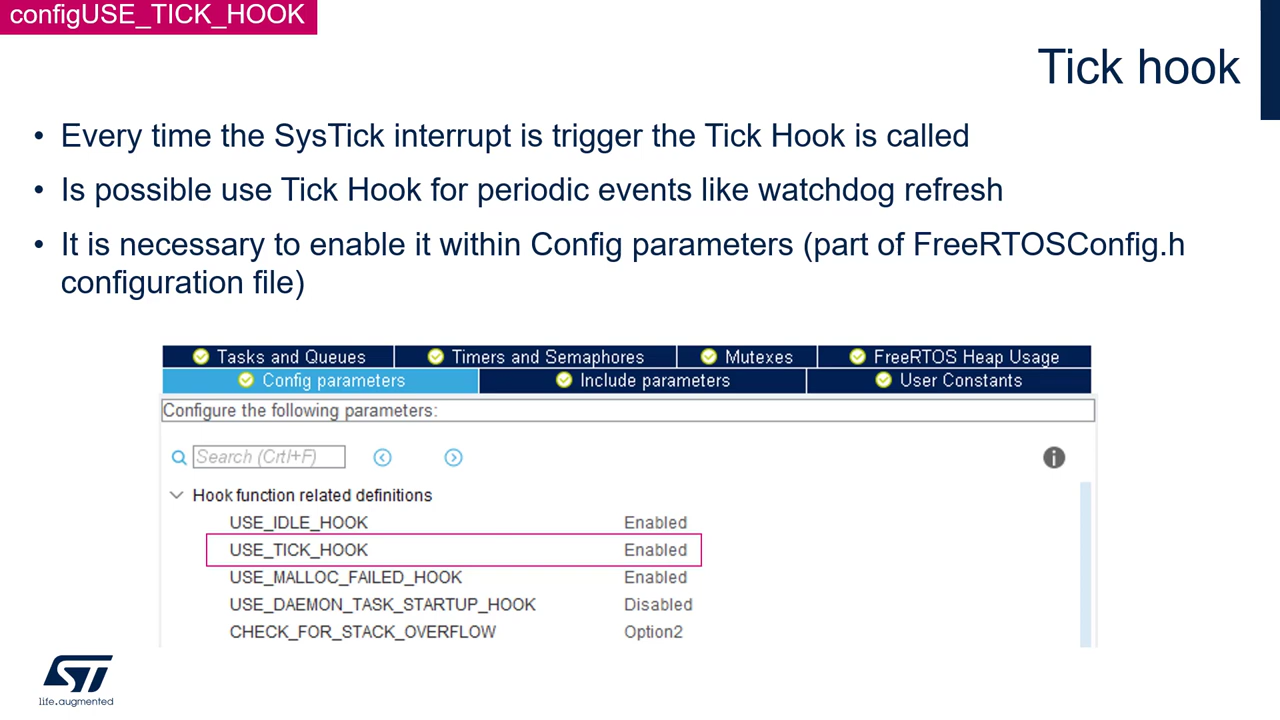 configUSE_TICK_HOOK
Tick hook
• Every time the SysTick interrupt is trigger the Tick Hook is called
• Is possible use Tick Hook for periodic events like watchdog refresh
• It is necessary to enable it within Config parameters (part of FreeRTOSConfig.h
configuration file)
Tasks and Queues Timers and Semaphores Mutexes FreeRTOS Heap Usage
Config parameters Include parameters User Constants
Configure the following parameters:
Search (Crtl+F)
Hook function related definitions
USE_IDLE_HOOK Enabled
USE_TICK_HOOK Enabled
USE_MALLOC_FAILED_HOOK Enabled
USE_DAEMON_TASK_STARTUP_HOOK Disabled
CHECK_FOR_STACK_OVERFLOW Option2
ST
life.augmented